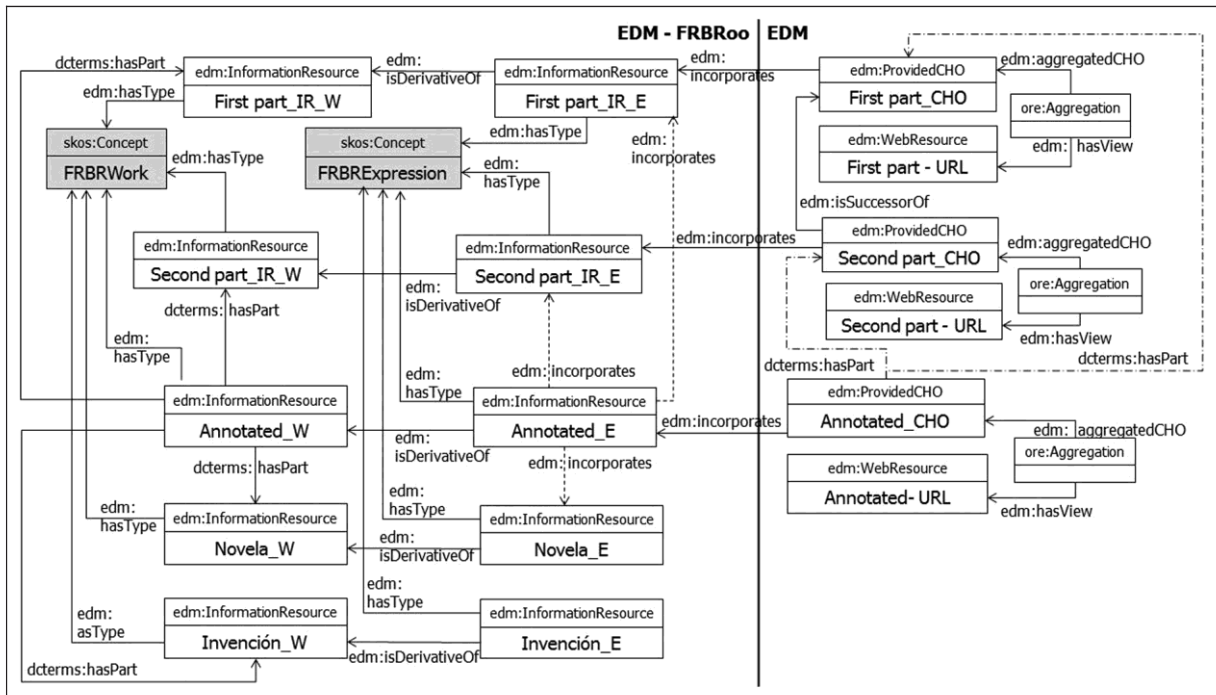 EDM - FRBRoo
EDM
dcterms:hasPart
edm:InformationResource
First part_IR_W
edm:
isDerivativeOf
edm:InformationResource
First part_IR_E
edm:
incorporates
edm:ProvidedCHO
First part_CHO
edm:aggregatedCHO
ore:Aggregation
edm:hasType
edm:hasType
edm:
incorporates
edm:WebResource
First part - URL
edm: hasView
skos:Concept
FRBRWork
edm:hasType
skos:Concept
FRBRExpression
edm:
hasType
edm:isSuccessorOf
edm:InformationResource
Second part_IR_W
edm:InformationResource
Second part_IR_E
edm:incorporates
edm:ProvidedCHO
Second part_CHO
edm:aggregatedCHO
ore:Aggregation
edm:
isDerivativeOf
dcterms:hasPart
edm:WebResource
Second part - URL
edm:hasView
dcterms:hasPart
edm:
hasType
edm:incorporates
edm:
hasType
dcterms:hasPart
edm:InformationResource
Annotated_W
edm:InformationResource
Annotated_E
edm:incorporates
edm:ProvidedCHO
Annotated_CHO
edm: aggregatedCHO
ore:Aggregation
edm:
isDerivativeOf
dcterms:hasPart
edm:incorporates
edm:WebResource
Annotated- URL
edm:hasView
edm:
hasType
edm:InformationResource
Novela_W
edm:
hasType
edm:
isDerivativeOf
edm:InformationResource
Novela_E
edm:
hasType
edm:
asType
edm:InformationResource
Invención_W
edm:isDerivativeOf
edm:InformationResource
Invención_E
dcterms:hasPart